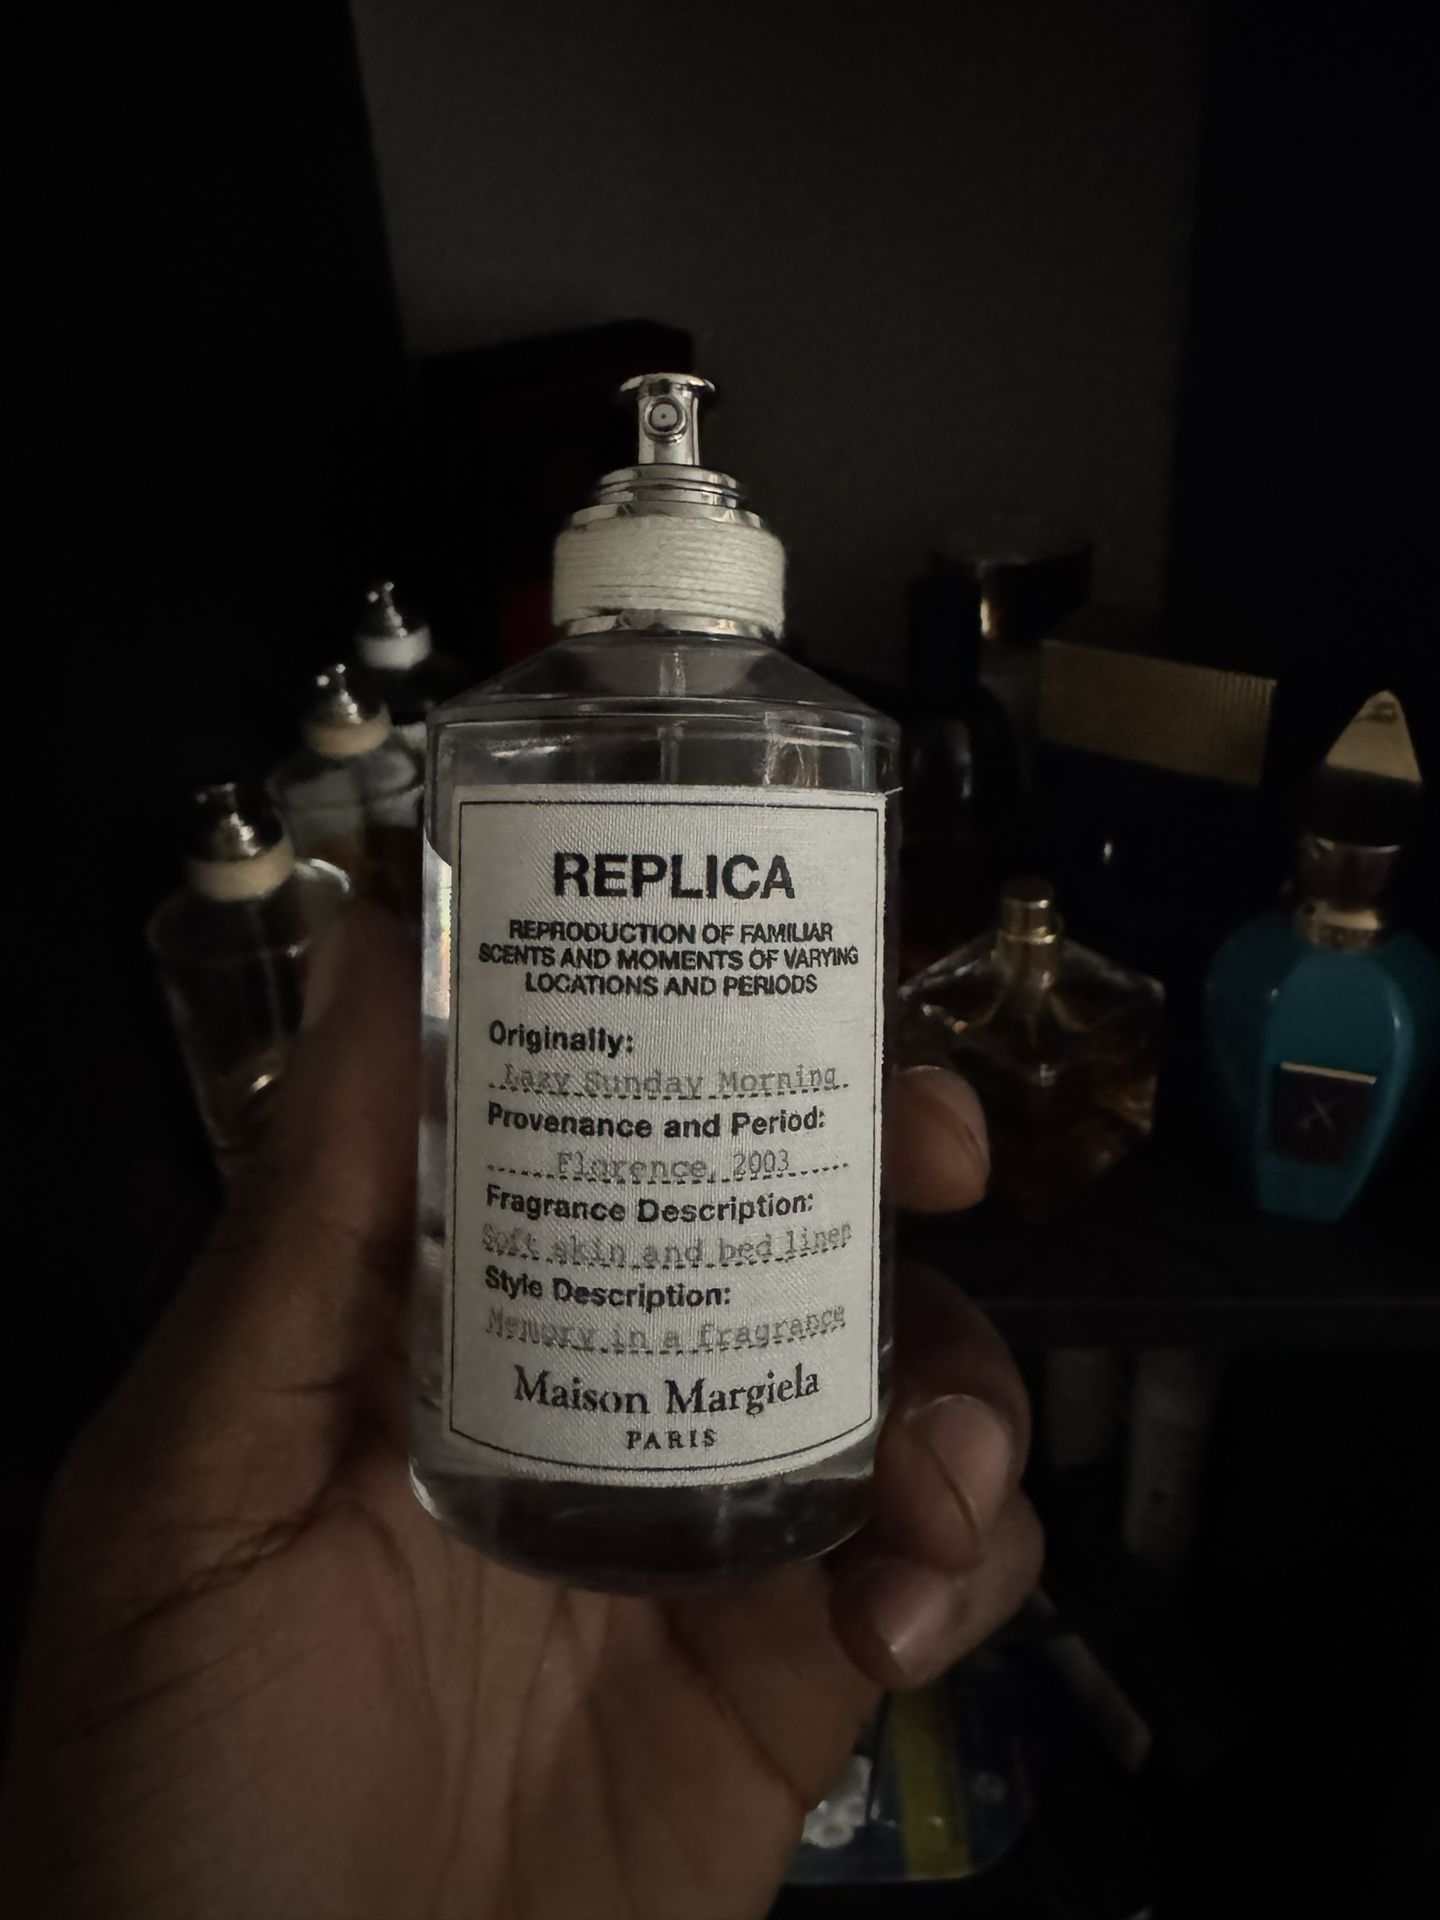 REPLICA
REPRODUCTION OF FAMILIAR
SCENTS AND MOMENTS OF VARYING
LOCATIONS AND PERIODS
Originally:
Lazy Sunday Morning
Provenance and Period:
Florence, 2003
Fragrance Description:
Soft skin and bed linen
Style Description:
Memory in a fragrance
Maison Margiela
PARIS